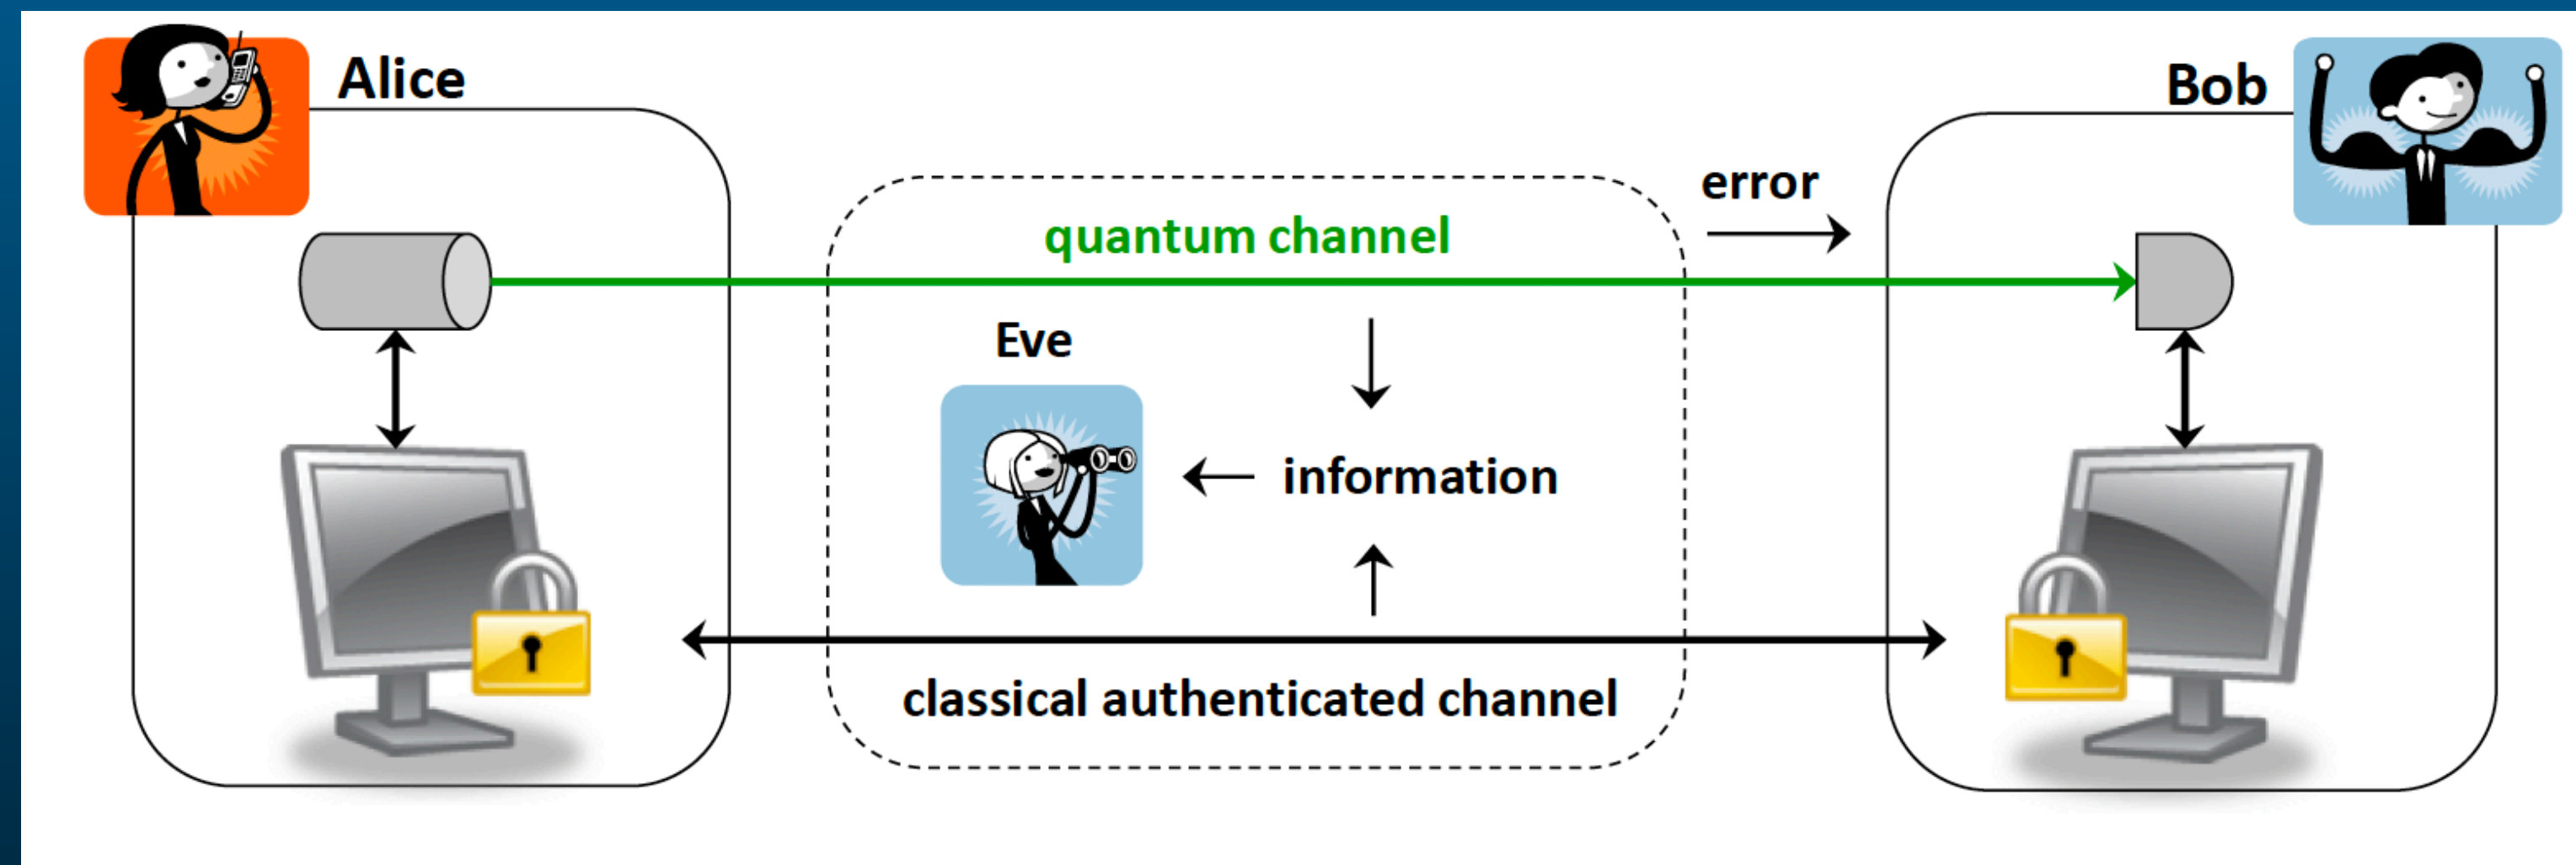 Alice
Bob
error
quantum channel
Eve
information
classical authenticated channel